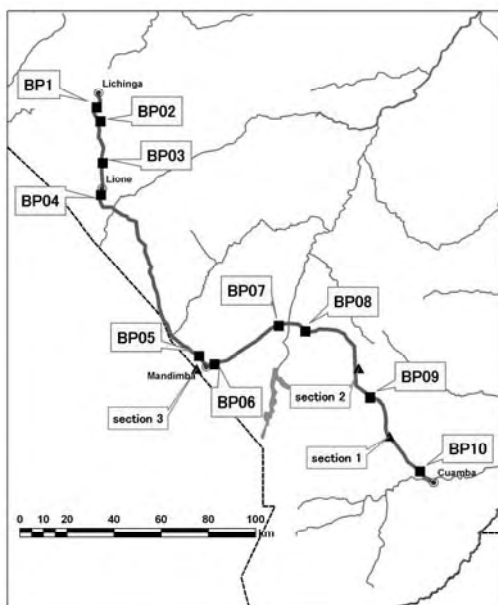 Lichinga
BP1
BP02
BP03
Lione
BP04
BP07
BP08
BP05
Mandimba
BP06
section 2
BP09
section 3
section 1
BP10
Cuamba
0 20 40 60 80 100
km